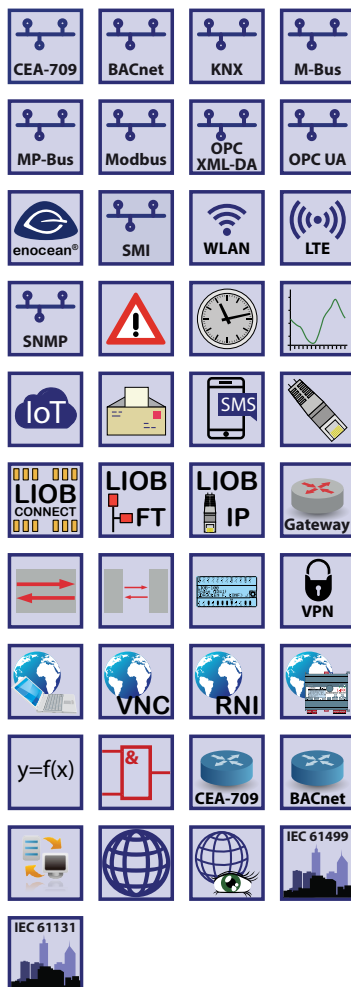 CEA-709
BACnet
KNX
M-Bus
MP-Bus
Modbus
OPC
XML-DA
OPC UA
enocean®
SMI
WLAN
LTE
SNMP
IoT
SMS
LIOB
CONNECT
LIOB
FT
LIOB
IP
Gateway
VPN
VNC
RNI
y=f(x)
&
CEA-709
BACnet
IEC 61499
IEC 61131